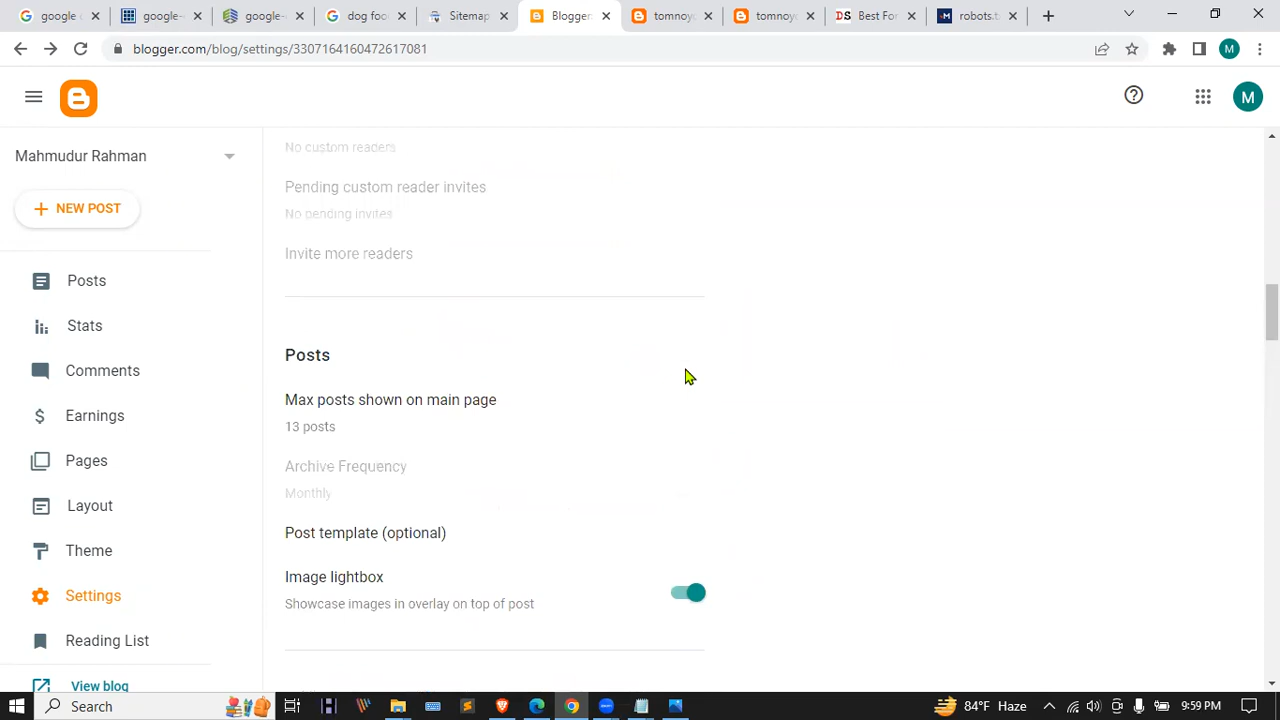 google c
google-
google-
dog foo
Sitemap
Blogger
tomnoy
tomnoy
Best For
robots.t
blogger.com/blog/settings/3307164160472617081
M
M
Mahmudur Rahman
NEW POST
Posts
Stats
Comments
Earnings
Pages
Layout
Theme
Settings
Reading List
View blog
No custom readers
Pending custom reader invites
No pending invites
Invite more readers
Posts
Max posts shown on main page
13 posts
Archive Frequency
Monthly
Post template (optional)
Image lightbox
Showcase images in overlay on top of post
Search
84°F Haze
9:59 PM